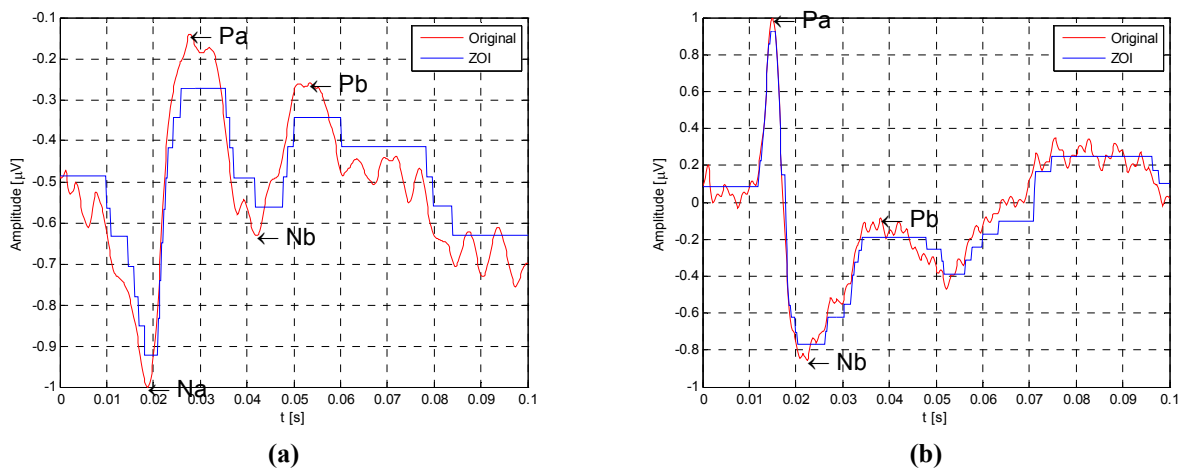 -0.1
-0.2
-0.3
-0.4
-0.5
-0.6
-0.7
-0.8
-0.9
-1
Amplitude [μV]
0 0.01 0.02 0.03 0.04 0.05 0.06 0.07 0.08 0.09 0.1
t [s]
←Pa
←Pb
←Nb
←Na
Original
ZOI
(a)
1
0.8
0.6
0.4
0.2
0
-0.2
-0.4
-0.6
-0.8
-1
Amplitude [μV]
0 0.01 0.02 0.03 0.04 0.05 0.06 0.07 0.08 0.09 0.1
t [s]
←Pa
←Pb
←Nb
Original
ZOI
(b)